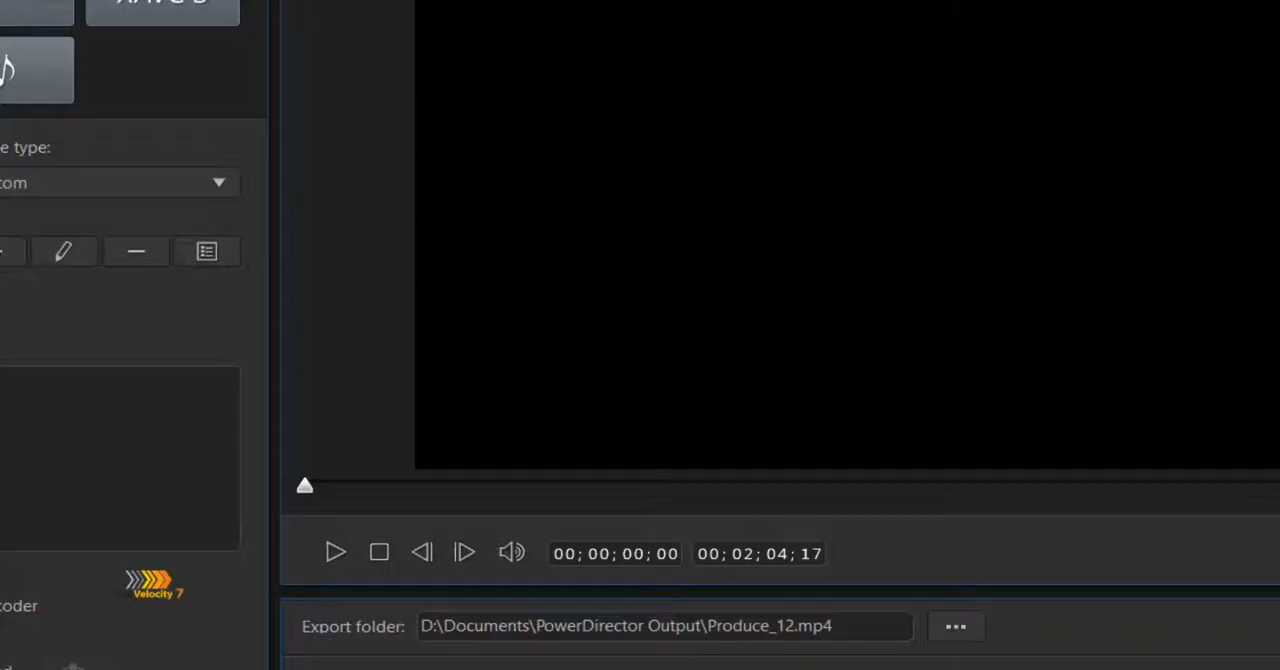 e type:
tom
00; 00; 00; 00 00; 02; 04; 17
Velocity 7
coder
Export folder: D:\Documents\PowerDirector Output\Produce_12.mp4